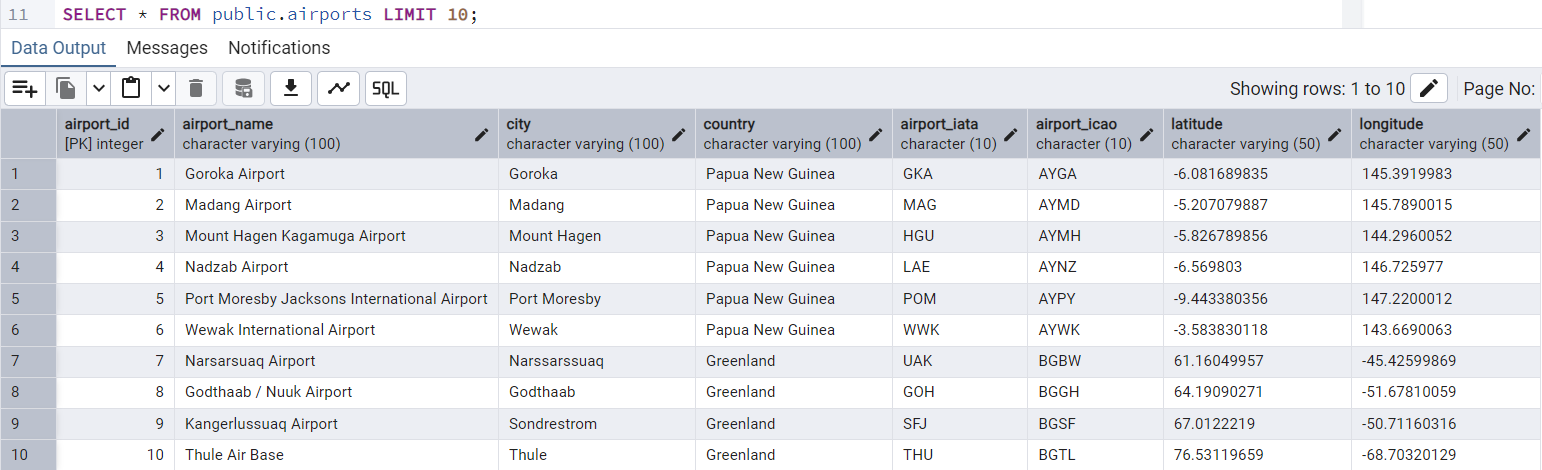 11 SELECT * FROM public.airports LIMIT 10;
Data Output Messages Notifications
SQL Showing rows: 1 to 10 Page No:
airport_id airport_name city country airport_iata airport_icao latitude longitude
[PK] integer character varying (100) character varying (100) character varying (100) character (10) character (10) character varying (50) character varying (50)
1 1 Goroka Airport Goroka Papua New Guinea GKA AYGA -6.081689835 145.3919983
2 2 Madang Airport Madang Papua New Guinea MAG AYMD -5.207079887 145.7890015
3 3 Mount Hagen Kagamuga Airport Mount Hagen Papua New Guinea HGU AYMH -5.826789856 144.2960052
4 4 Nadzab Airport Nadzab Papua New Guinea LAE AYNZ -6.569803 146.725977
5 5 Port Moresby Jacksons International Airport Port Moresby Papua New Guinea POM AYPY -9.443380356 147.2200012
6 6 Wewak International Airport Wewak Papua New Guinea WWK AYWK -3.583830118 143.6690063
7 7 Narsarsuaq Airport Narssarssuaq Greenland UAK BGBW 61.16049957 -45.42599869
8 8 Godthaab / Nuuk Airport Godthaab Greenland GOH BGGH 64.19090271 -51.67810059
9 9 Kangerlussuaq Airport Sondrestrom Greenland SFJ BGSF 67.0122219 -50.71160316
10 10 Thule Air Base Thule Greenland THU BGTL 76.53119659 -68.70320129